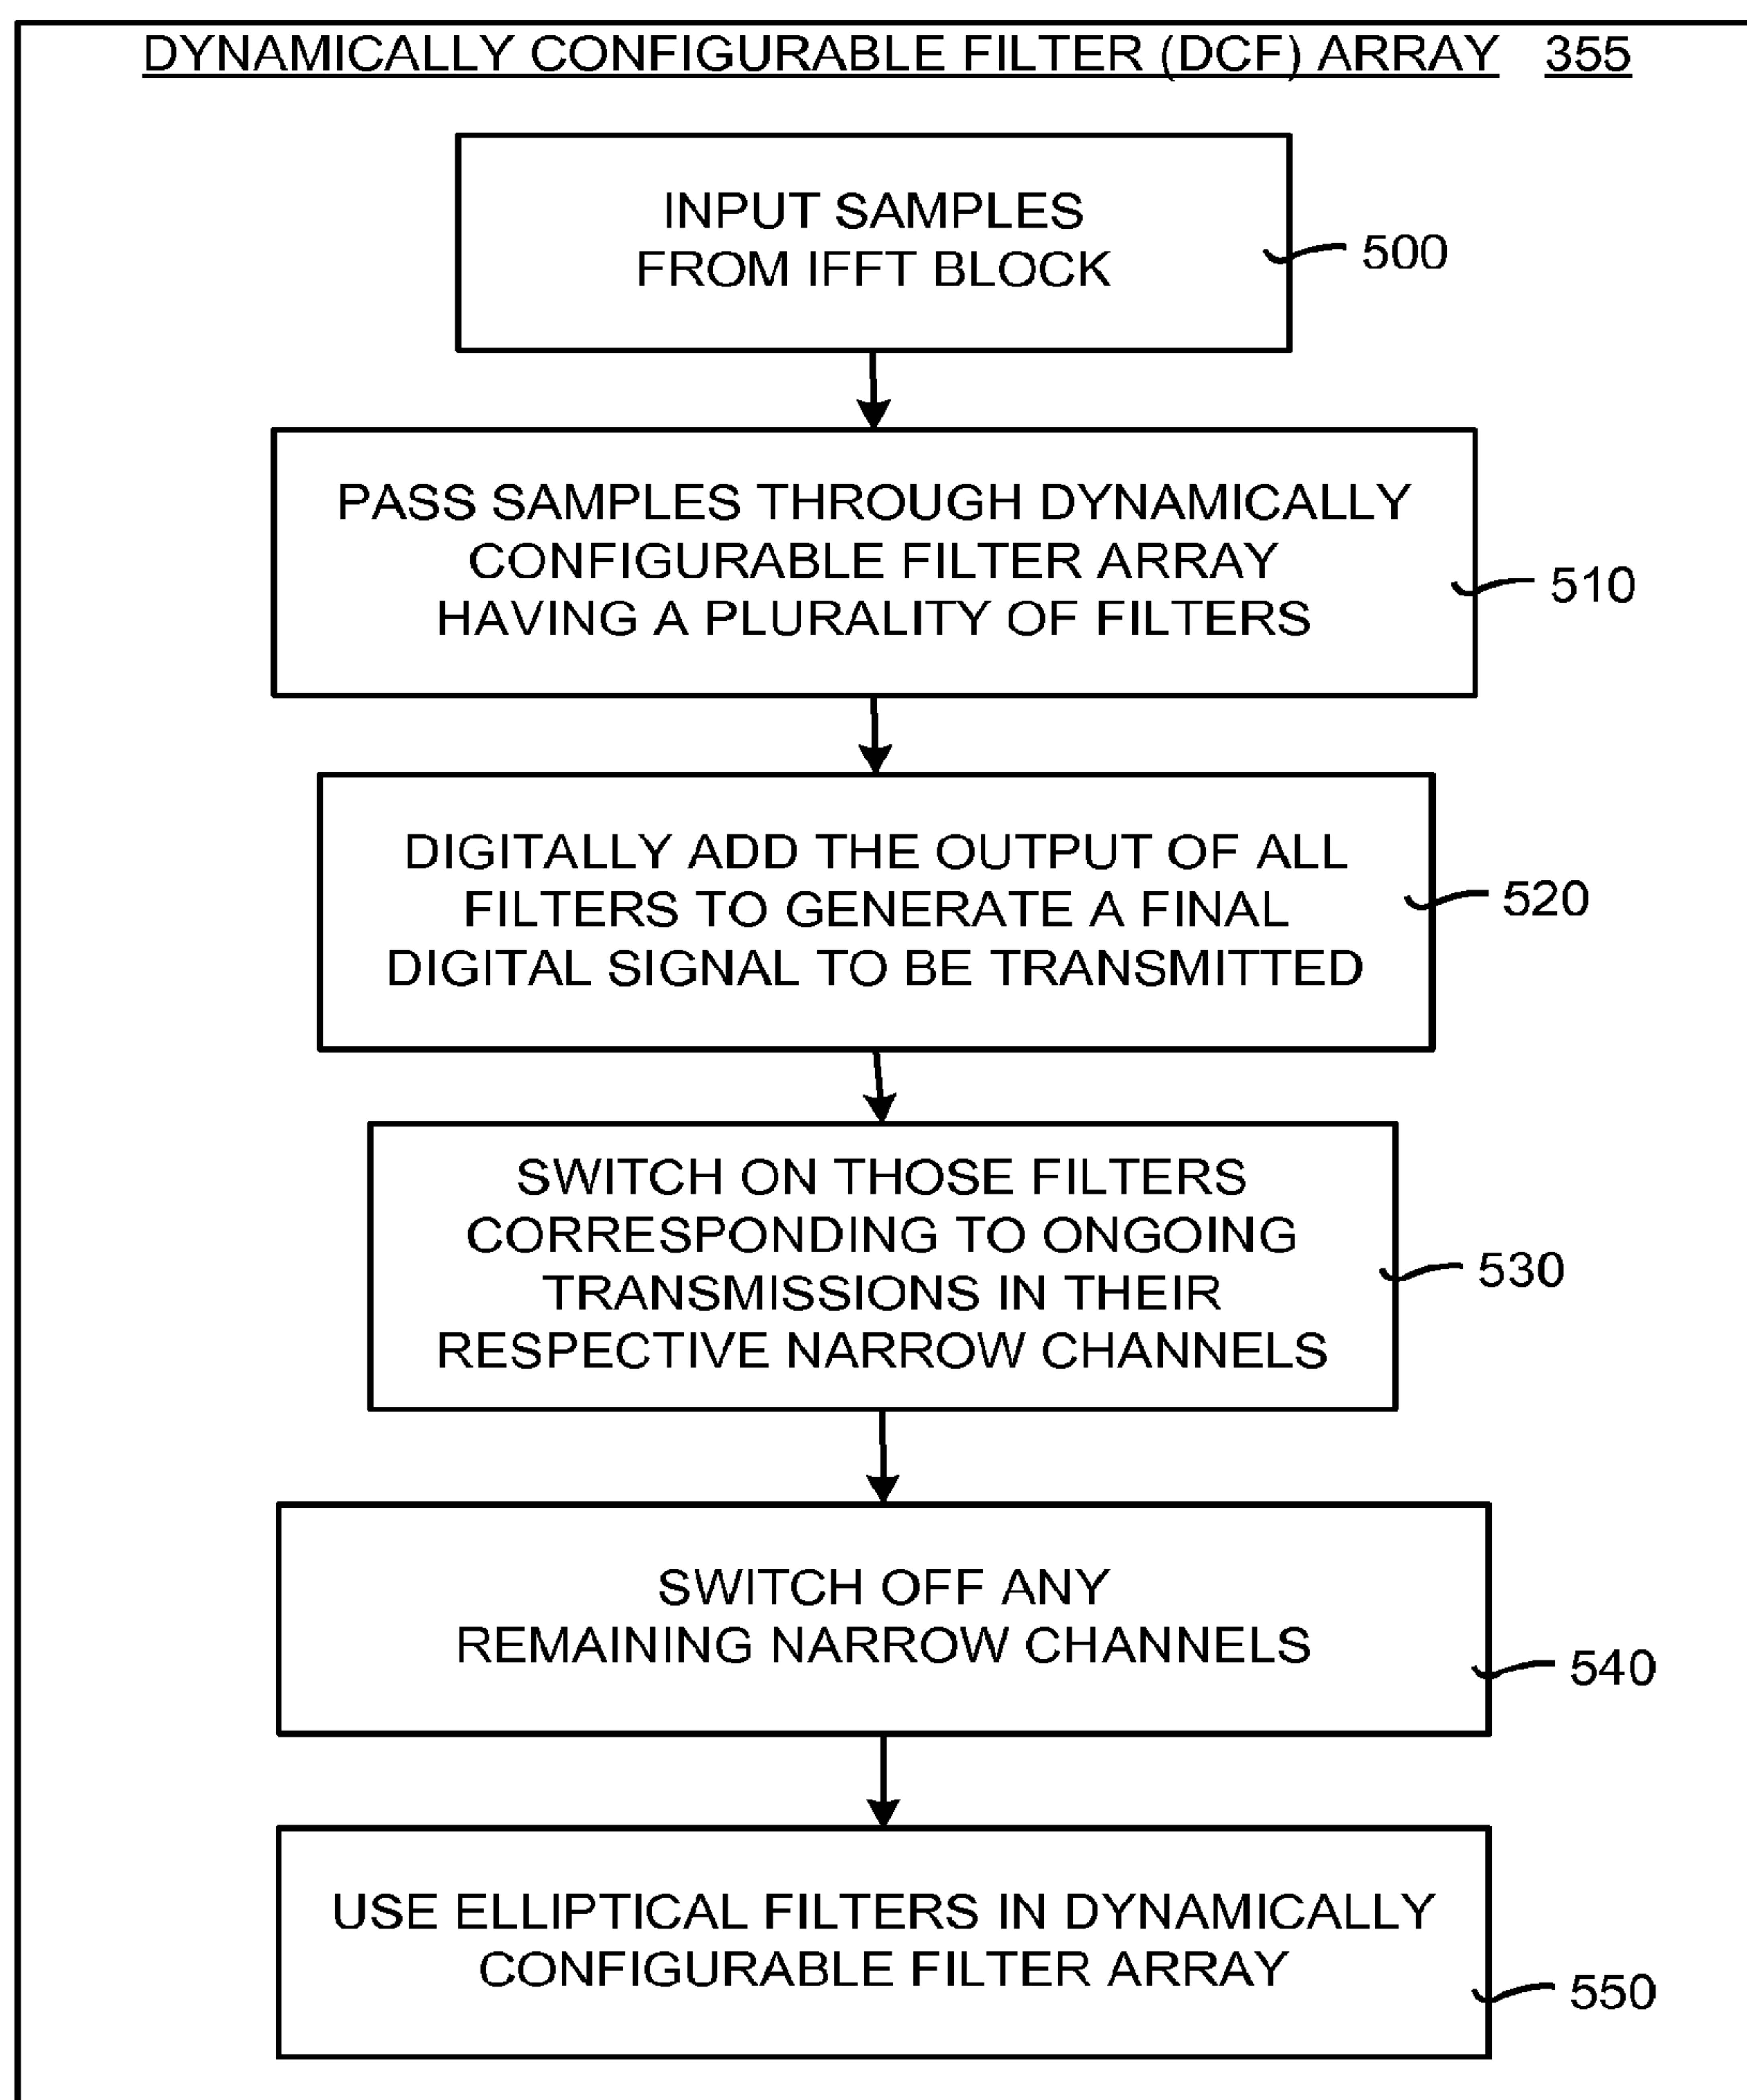 DYNAMICALLY CONFIGURABLE FILTER (DCF) ARRAY 355
INPUT SAMPLES
FROM IFFT BLOCK
500
PASS SAMPLES THROUGH DYNAMICALLY
CONFIGURABLE FILTER ARRAY
HAVING A PLURALITY OF FILTERS
510
DIGITALLY ADD THE OUTPUT OF ALL
FILTERS TO GENERATE A FINAL
DIGITAL SIGNAL TO BE TRANSMITTED
520
SWITCH ON THOSE FILTERS
CORRESPONDING TO ONGOING
TRANSMISSIONS IN THEIR
RESPECTIVE NARROW CHANNELS
530
SWITCH OFF ANY
REMAINING NARROW CHANNELS
540
USE ELLIPTICAL FILTERS IN DYNAMICALLY
CONFIGURABLE FILTER ARRAY
550